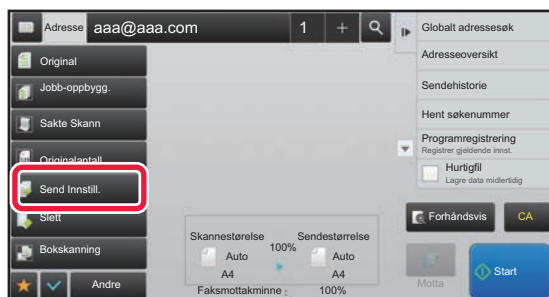 Adresse aaa@aaa.com 1 +
Original
Jobb-oppbygg.
Sakte Skann
Originalantall
Send Innstill.
Slett
Bokskanning
Andre
Skannestørelse 100% Sendestørrelse
Auto Auto
A4 A4
Faksmottakminne : 100%
Globalt adressesøk
Adresseoversikt
Sendehistorie
Hent søkenummer
Programregistrering
Registrer gjeldende innst.
Hurtigfil
Lagre data midlertidig
Forhåndsvis CA
Motta
Start